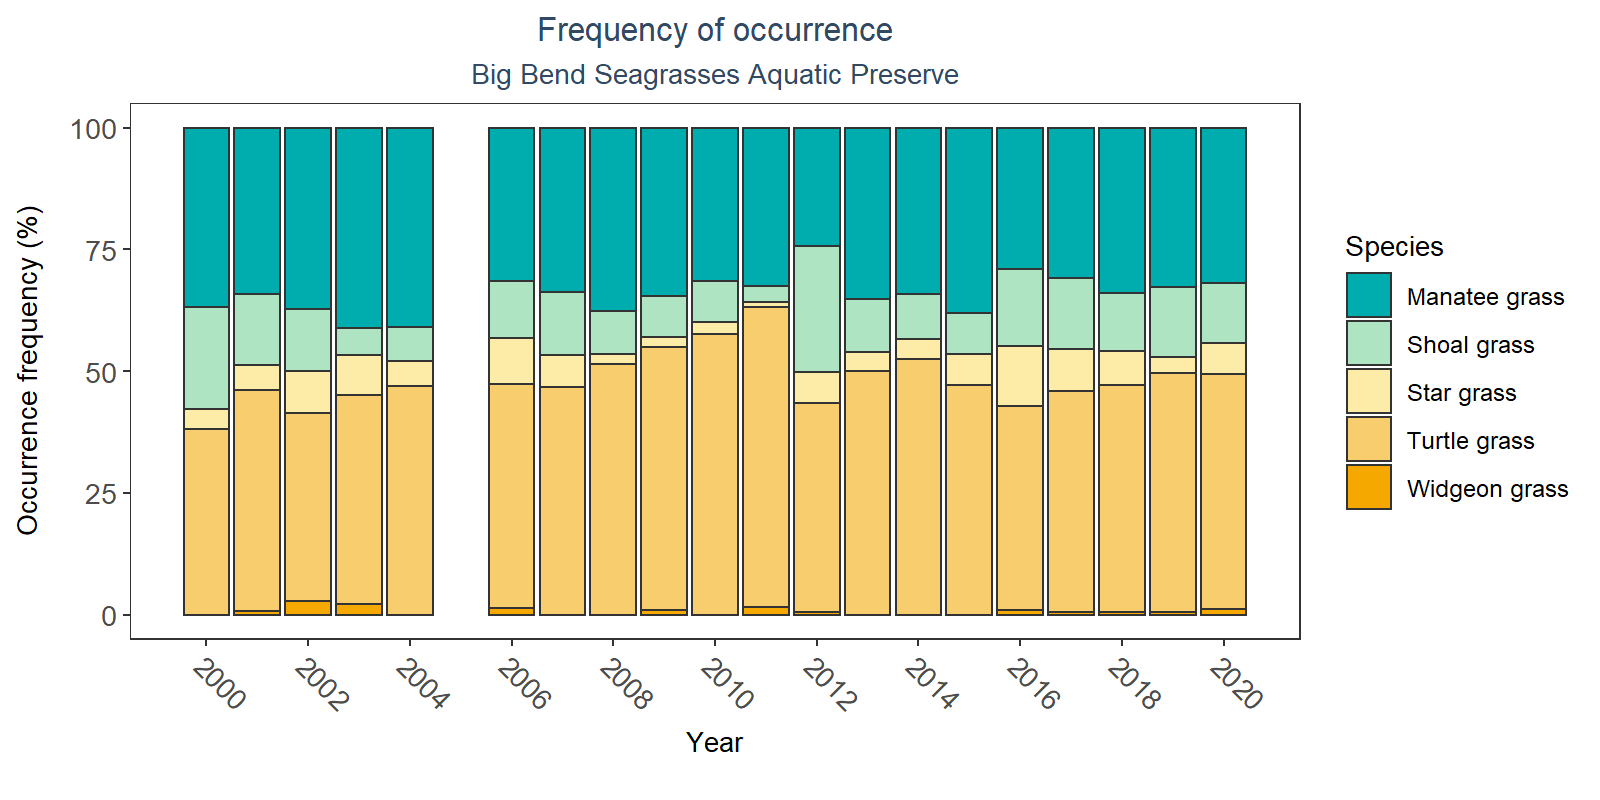 Frequency of occurrence
Big Bend Seagrasses Aquatic Preserve
Occurrence frequency (%)
100
75
50
25
0
2000
2002
2004
2006
2008
2010
2012
2014
2016
2018
2020
Year
Species
Manatee grass
Shoal grass
Star grass
Turtle grass
Widgeon grass